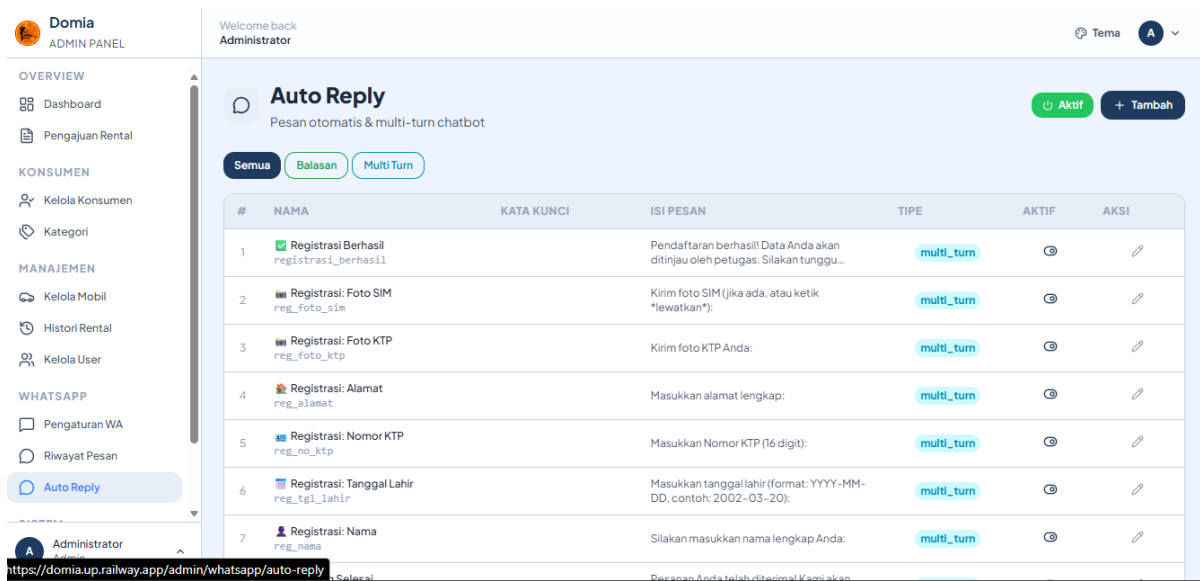 Domia
ADMIN PANEL
Welcome back
Administrator
Tema
A
OVERVIEW
Dashboard
Pengajuan Rental
KONSUMEN
Kelola Konsumen
Kategori
MANAJEMEN
Kelola Mobil
Histori Rental
Kelola User
WHATSAPP
Pengaturan WA
Riwayat Pesan
Auto Reply
A
Administrator
https://domia.up.railway.app/admin/whatsapp/auto-reply
Auto Reply
Pesan otomatis & multi-turn chatbot
Aktif
+ Tambah
Semua
Balasan
Multi Turn
# NAMA KATA KUNCI ISI PESAN TIPE AKTIF AKSI
1 Registrasi Berhasil
registrasi_berhasil
Pendaftaran berhasil! Data Anda akan
ditinjau oleh petugas. Silakan tunggu...
multi_turn
2 Registrasi: Foto SIM
reg_foto_sim
Kirim foto SIM (jika ada, atau ketik
*lewatkan*):
multi_turn
3 Registrasi: Foto KTP
reg_foto_ktp
Kirim foto KTP Anda:
multi_turn
4 Registrasi: Alamat
reg_alamat
Masukkan alamat lengkap:
multi_turn
5 Registrasi: Nomor KTP
reg_no_ktp
Masukkan Nomor KTP (16 digit):
multi_turn
6 Registrasi: Tanggal Lahir
reg_tgl_lahir
Masukkan tanggal lahir (format: YYYY-MM-
DD, contoh: 2002-03-20):
multi_turn
7 Registrasi: Nama
reg_nama
Silakan masukkan nama lengkap Anda:
multi_turn
Selesai
Pesanan Anda telah diterima! Kami akan